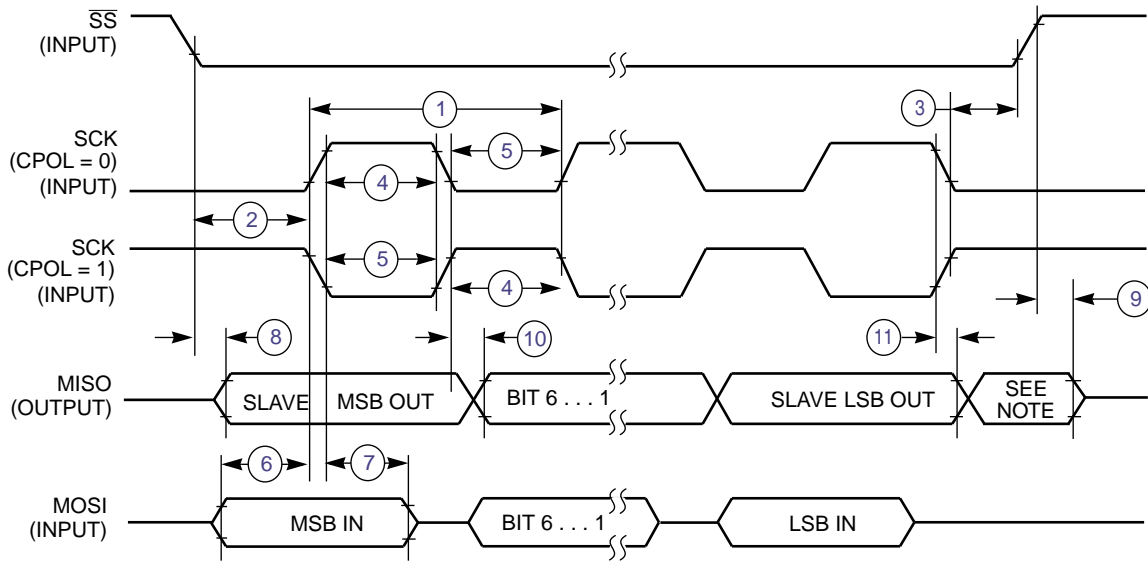 SS
(INPUT)
1
3
SCK
(CPOL = 0)
(INPUT)
5
4
2
SCK
(CPOL = 1)
(INPUT)
5
4
9
8
10
11
MISO
(OUTPUT)
SLAVE MSB OUT
BIT 6 . . . 1
SLAVE LSB OUT
SEE
NOTE
6
7
MOSI
(INPUT)
MSB IN
BIT 6 . . . 1
LSB IN